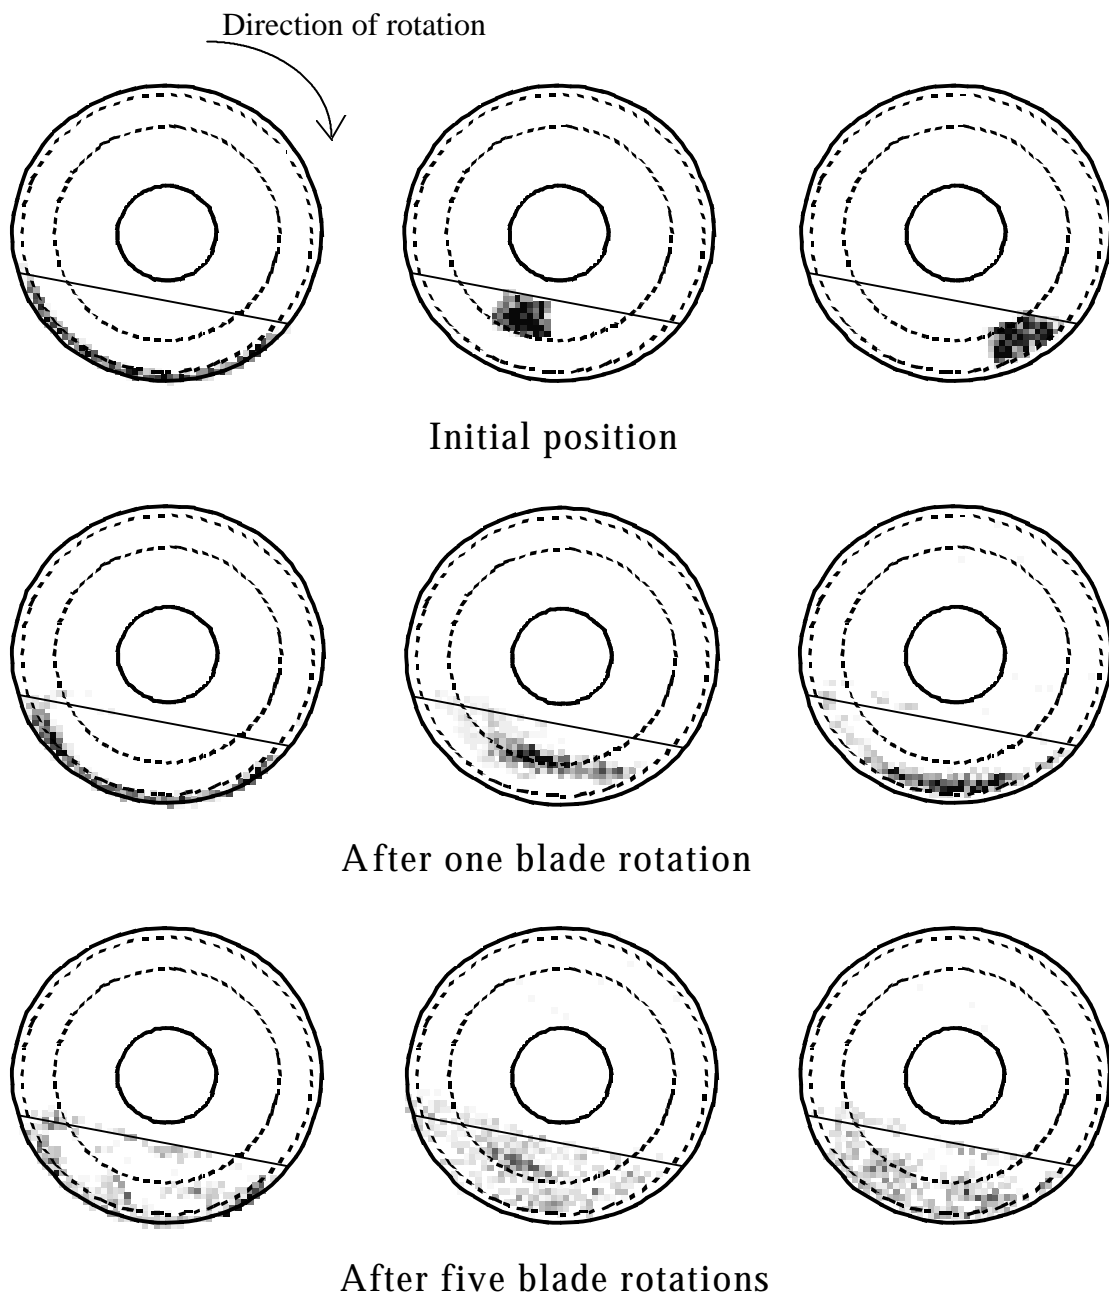 Direction of rotation
Initial position
After one blade rotation
After five blade rotations